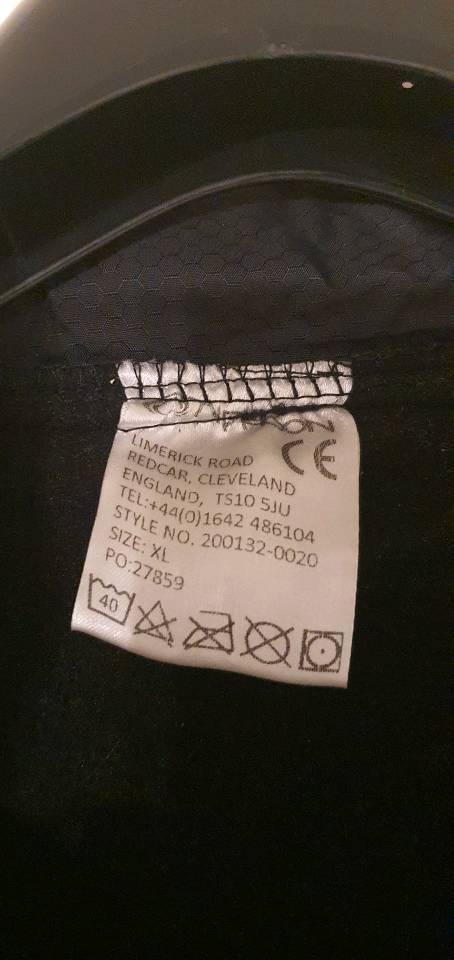 CE
LIMERICK ROAD
REDCAR, CLEVELAND
ENGLAND, TS10 5JU
TEL:+44(0)1642 486104
STYLE NO. 200132-0020
SIZE: XL
PO:27859
40